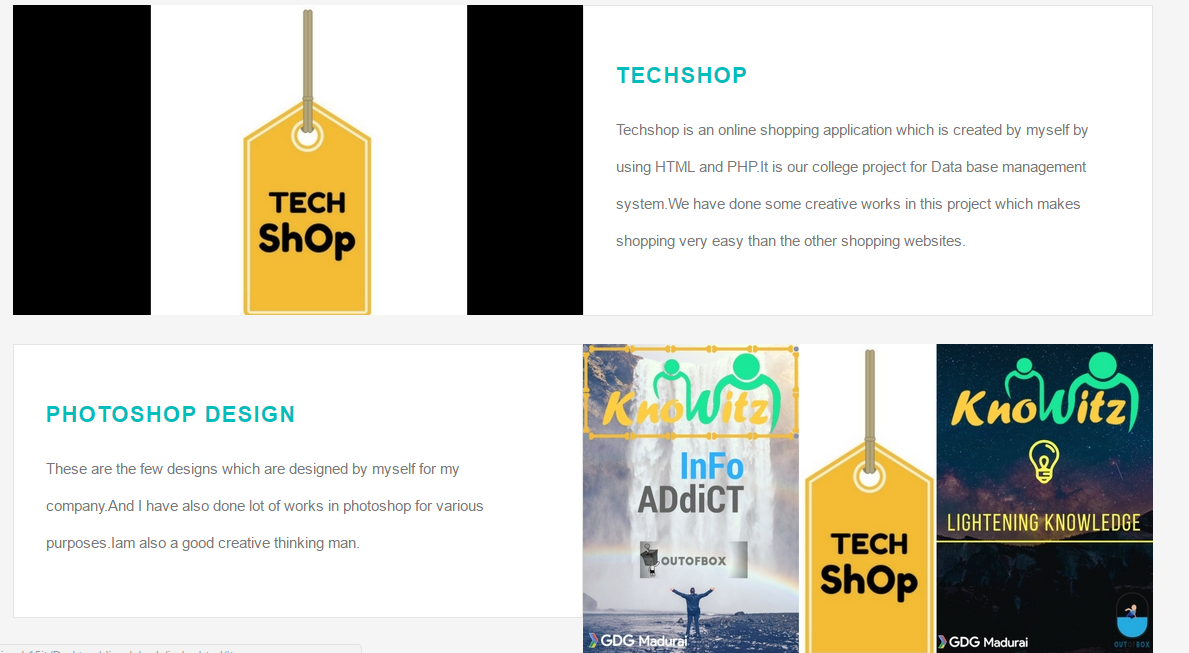 TECH
ShOp
TECHSHOP
Techshop is an online shopping application which is created by myself by
using HTML and PHP.It is our college project for Data base management
system.We have done some creative works in this project which makes
shopping very easy than the other shopping websites.
PHOTOSHOP DESIGN
These are the few designs which are designed by myself for my
company.And I have also done lot of works in photoshop for various
purposes.Iam also a good creative thinking man.
KnoWitz
InFo
ADdiCT
OUTOFBOX
GDG Madurai
TECH
ShOp
KnoWitz
LIGHTENING KNOWLEDGE
OUTOFBOX
GDG Madurai